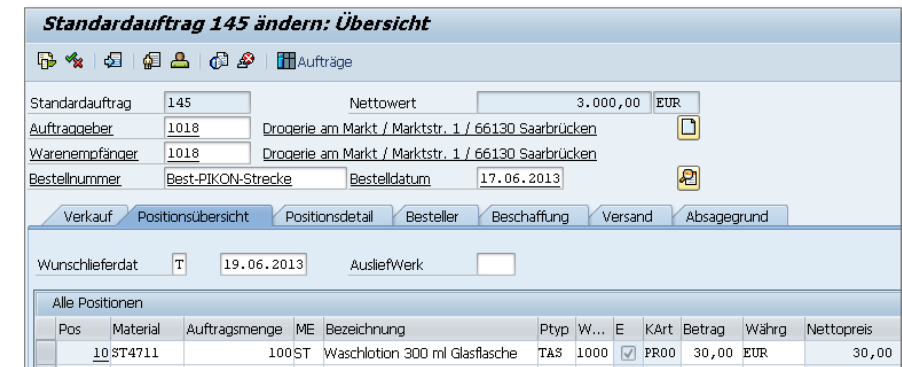 Standardauftrag 145 ändern: Übersicht
Aufträge
Standardauftrag 145 Nettowert 3.000,00 EUR
Auftraggeber 1018 Drogerie am Markt / Marktstr. 1 / 66130 Saarbrücken
Warenempfänger 1018 Drogerie am Markt / Marktstr. 1 / 66130 Saarbrücken
Bestellnummer Best-PIKON-Strecke Bestelldatum 17.06.2013
Verkauf Positionsübersicht Positionsdetail Besteller Beschaffung Versand Absagegrund
Wunschlieferdat T 19.06.2013 AusliefWerk
Alle Positionen
Pos Material Auftragsmenge ME Bezeichnung Ptyp W... E KArt Betrag Währg Nettopreis
10 ST4711 100 ST Waschlotion 300 ml Glasflasche TAS 1000 PR00 30,00 EUR 30,00